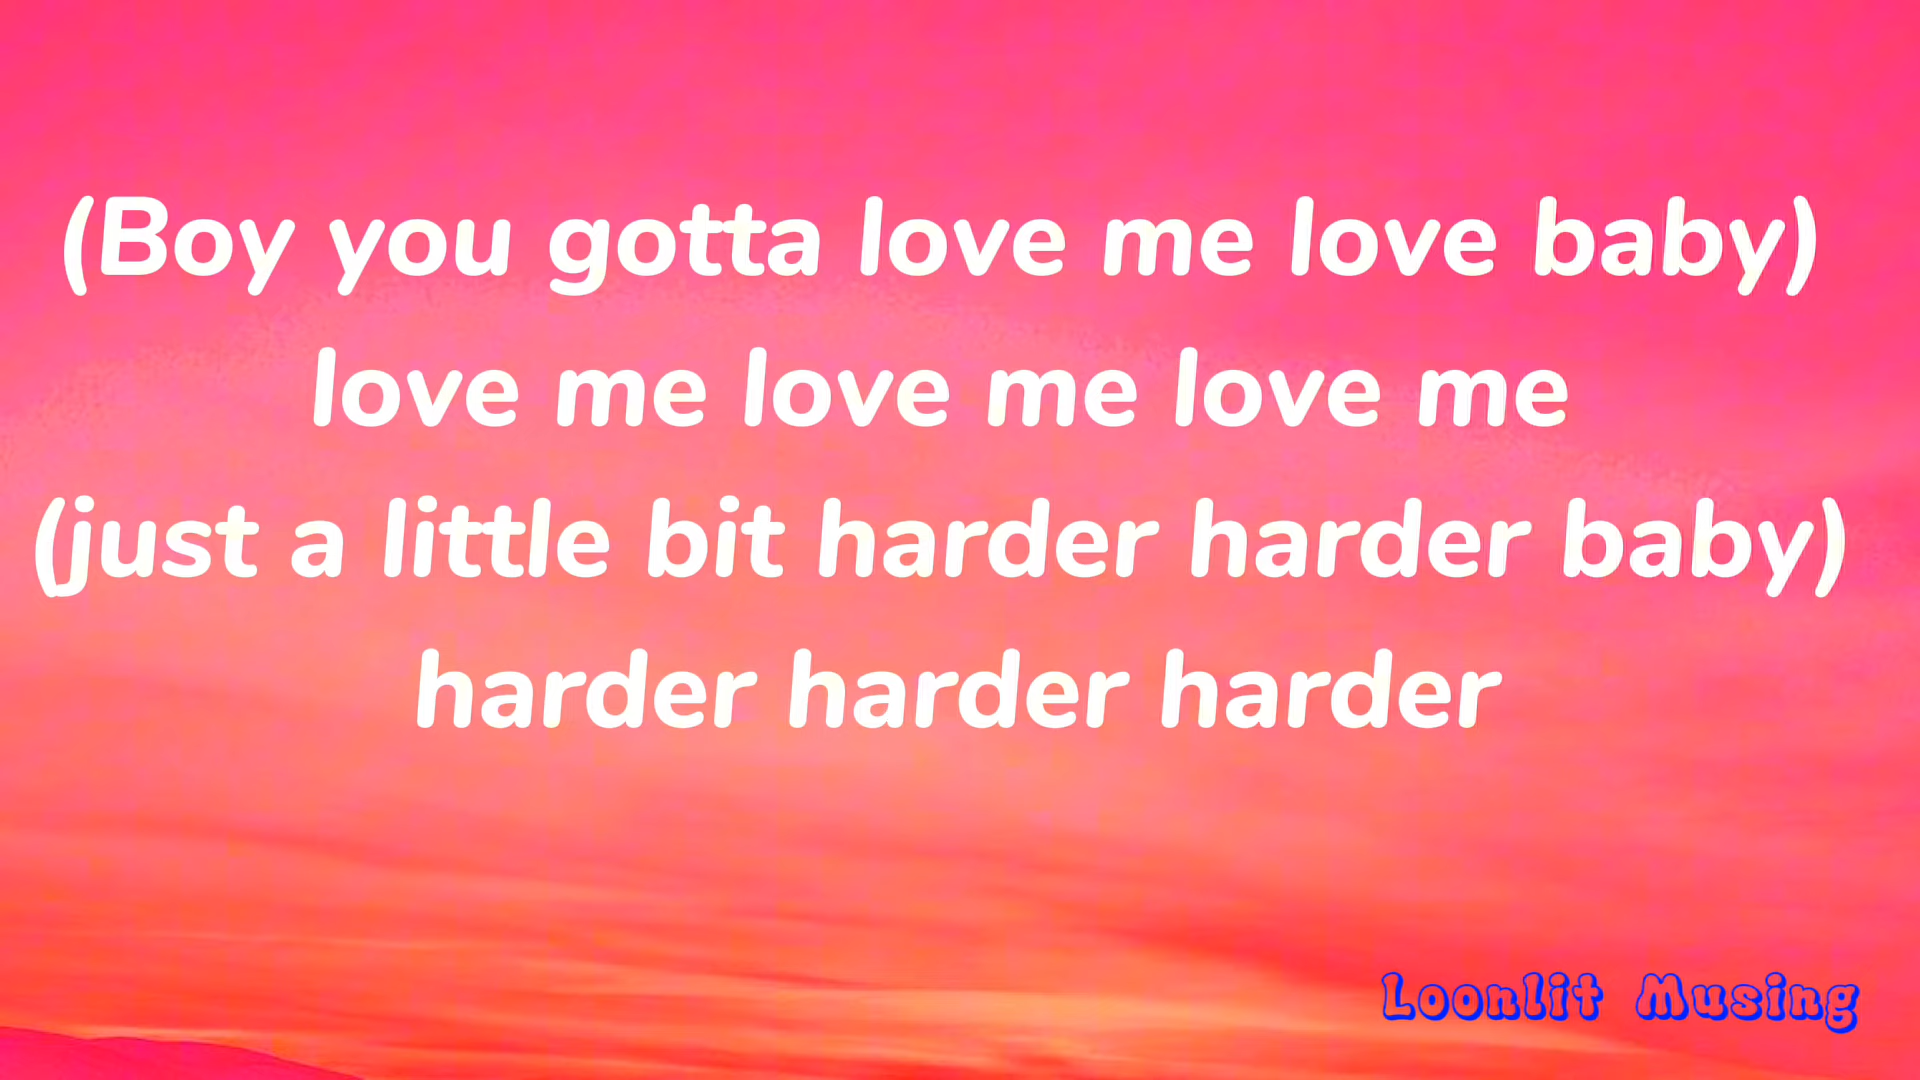 (Boy you gotta love me love baby)
love me love me love me
(just a little bit harder harder baby)
harder harder harder
Loonlit Musing